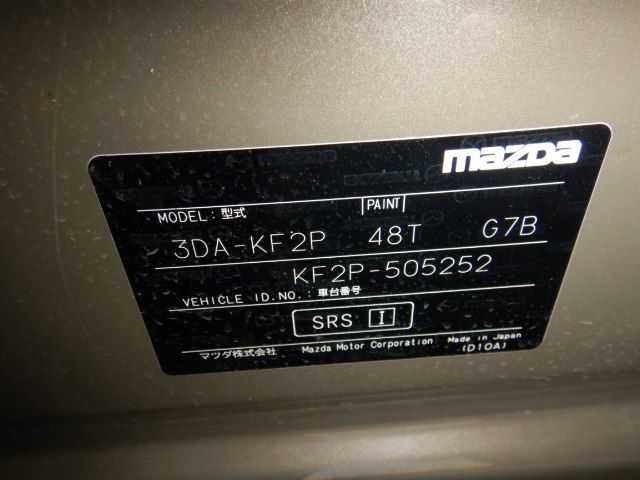 mazda
MODEL: 型式 PAINT
3DA-KF2P 48T G7B
KF2P-505252
VEHICLE ID.NO.: 車台番号
SRS I
マツダ株式会社 Mazda Motor Corporation Made in Japan
(D10A)